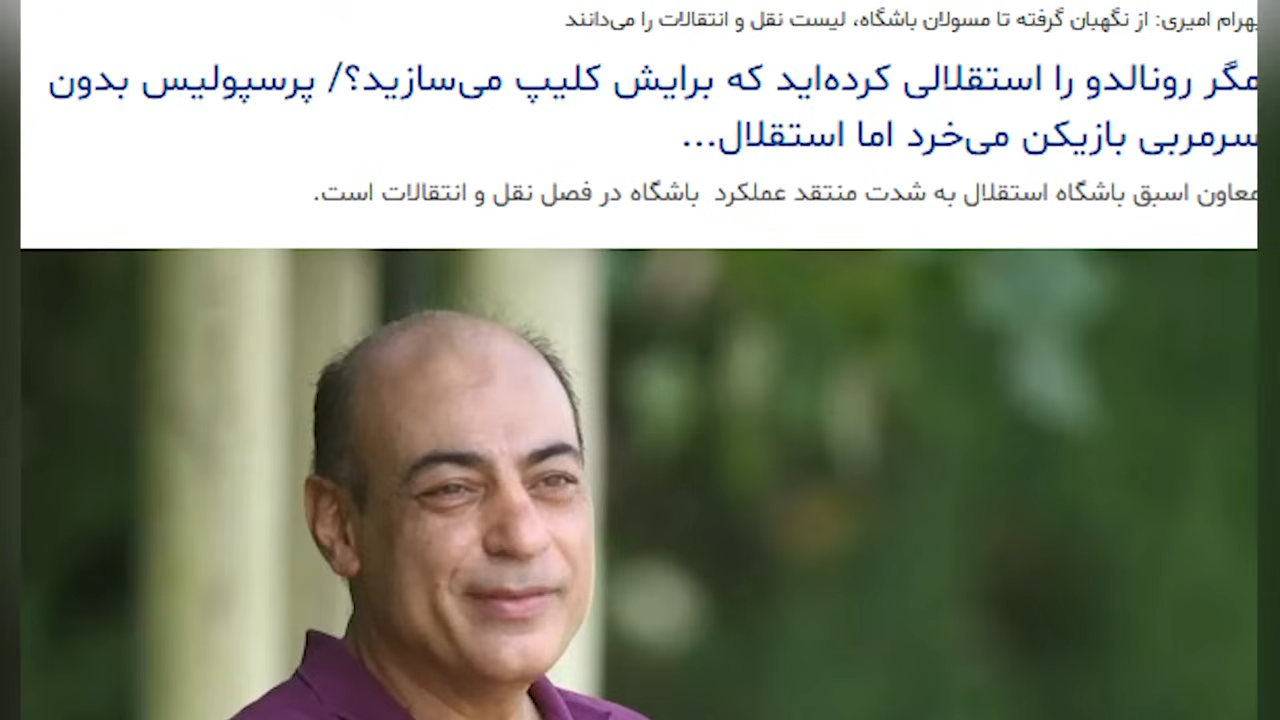 بهرام امیری: از نگهبان گرفته تا مسولان باشگاه، لیست نقل و انتقالات را می‌دانند
مگر رونالدو را استقلالی کرده‌اید که برایش کلیپ می‌سازید؟/ پرسپولیس بدون
سرمربی بازیکن می‌خرد اما استقلال...
معاون اسبق باشگاه استقلال به شدت منتقد عملکرد باشگاه در فصل نقل و انتقالات است.